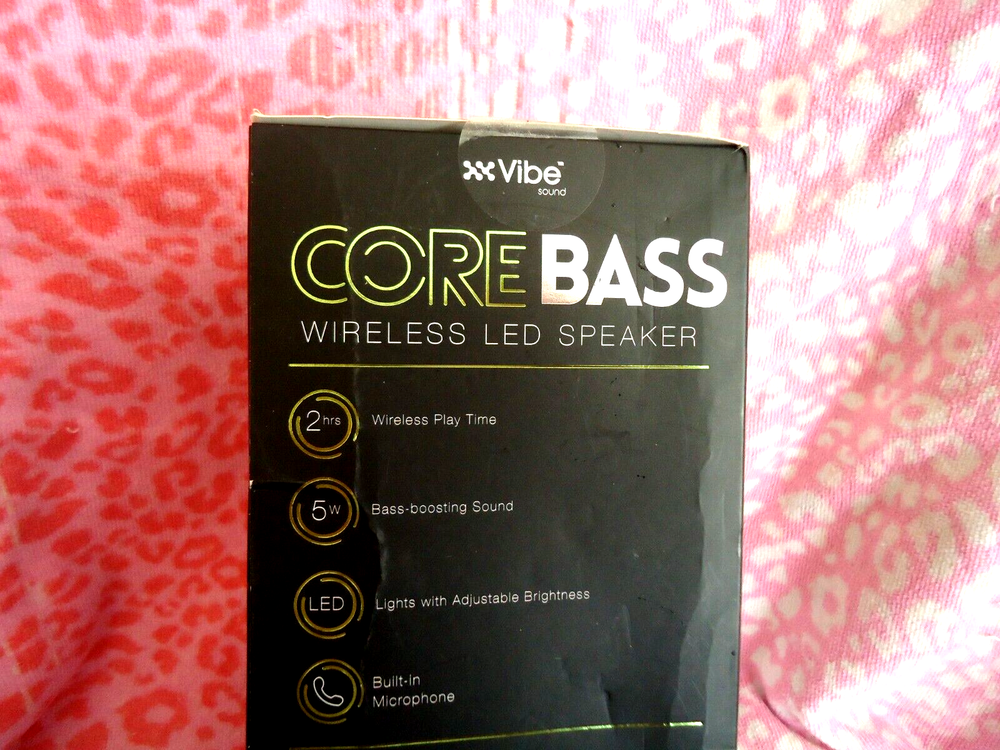 Vibe™
sound
CORE BASS
WIRELESS LED SPEAKER
2hrs Wireless Play Time
5W Bass-boosting Sound
LED Lights with Adjustable Brightness
Built-in
Microphone